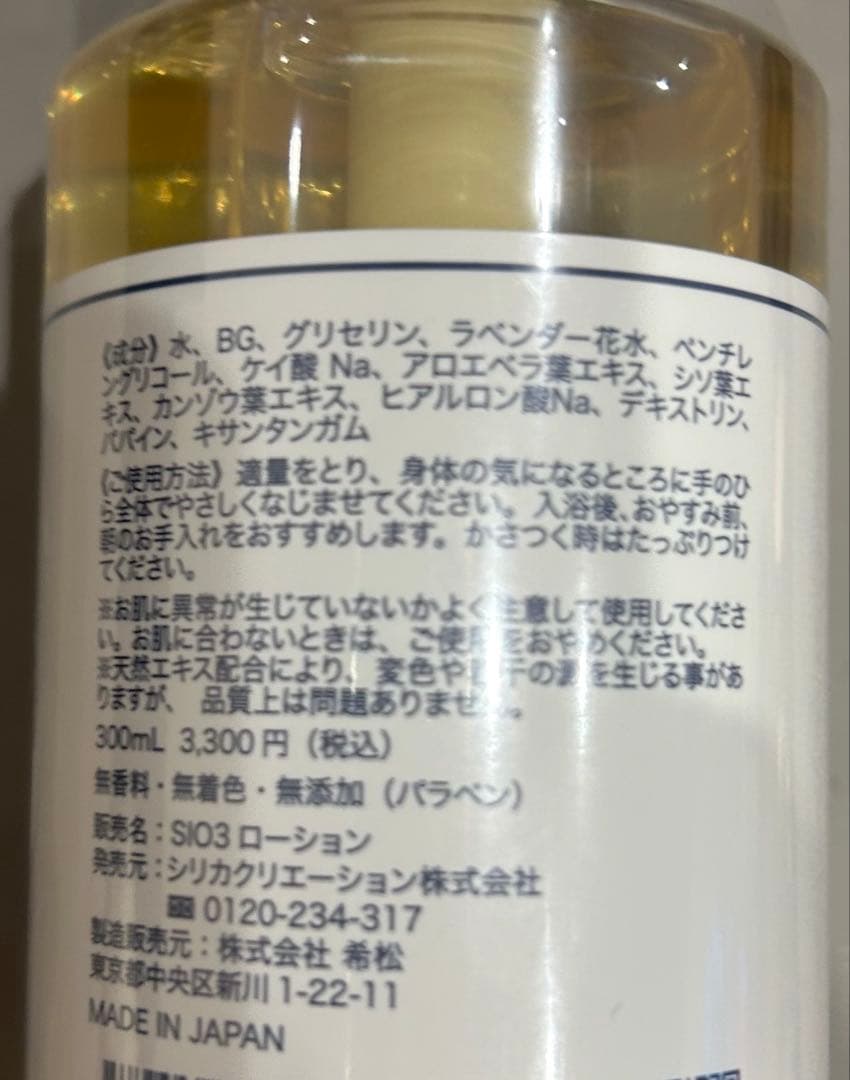 《成分》水、BG、グリセリン、ラベンダー花水、ペンチレ
ングリコール、ケイ酸 Na、アロエベラ葉エキス、シソ葉エ
キス、カンゾウ葉エキス、ヒアルロン酸Na、デキストリン、
パパイン、キサンタンガム
《ご使用方法》適量をとり、身体の気になるところに手のひ
ら全体でやさしくなじませてください。入浴後、おやすみ前、
朝のお手入れをおすすめします。かさつく時はたっぷりつけ
てください。
※お肌に異常が生じていないかよく注意して使用してくださ
い。お肌に合わないときは、ご使用をおやめください。
※天然エキス配合により、変色や の を生じる事があ
りますが、品質上は問題ありません。
300mL 3,300円（税込）
無香料・無着色・無添加（パラベン）
販売名：SIO3 ローション
発売元：シリカクリエーション株式会社
0120-234-317
製造販売元：株式会社 希松
東京都中央区新川 1-22-11
MADE IN JAPAN